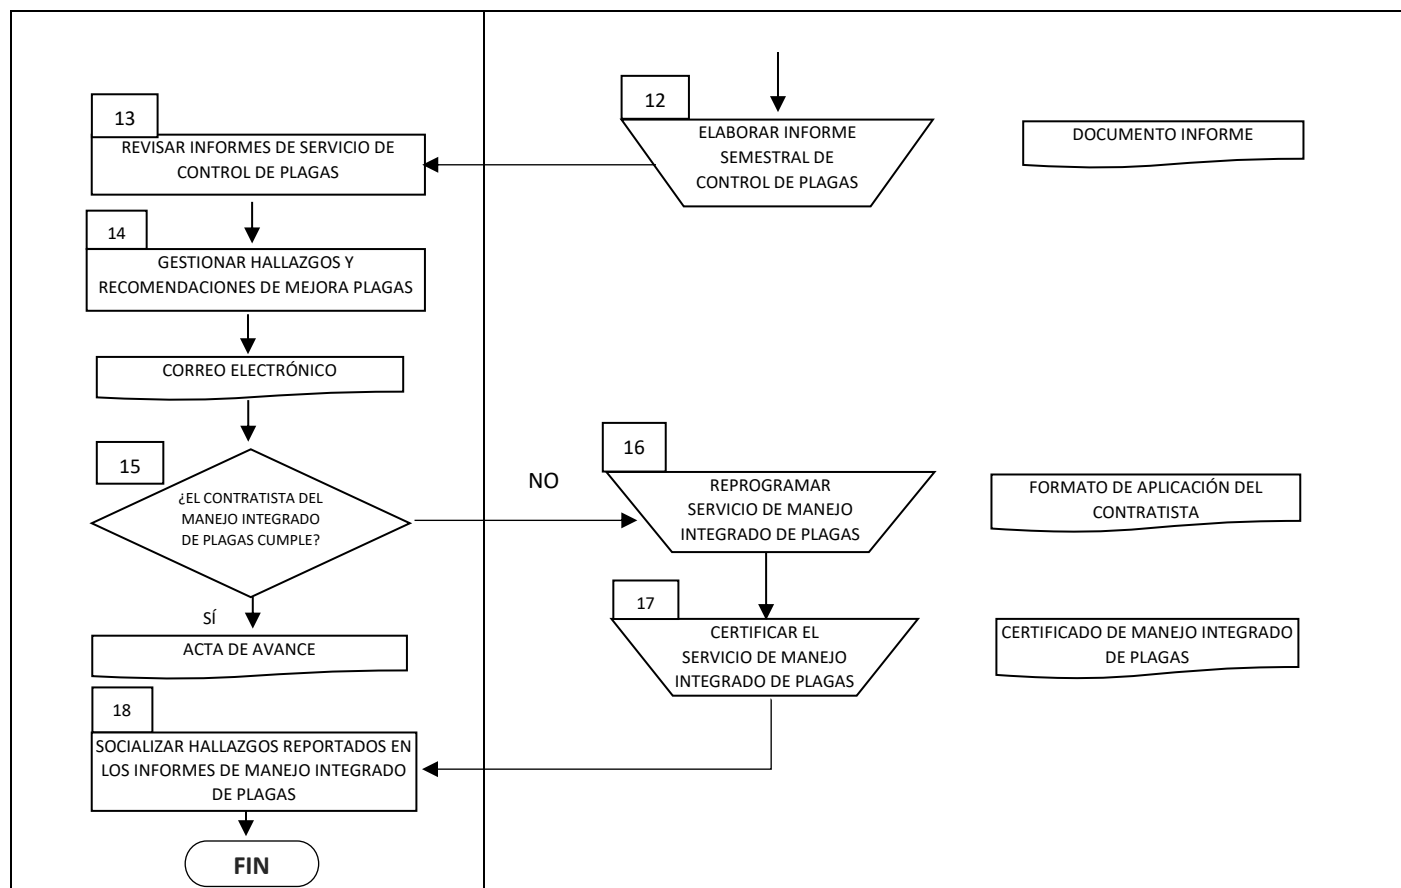 12
ELABORAR INFORME
SEMESTRAL DE
CONTROL DE PLAGAS
DOCUMENTO INFORME
13
REVISAR INFORMES DE SERVICIO DE
CONTROL DE PLAGAS
14
GESTIONAR HALLAZGOS Y
RECOMENDACIONES DE MEJORA PLAGAS
CORREO ELECTRÓNICO
15
¿EL CONTRATISTA DEL
MANEJO INTEGRADO
DE PLAGAS CUMPLE?
NO
16
REPROGRAMAR
SERVICIO DE MANEJO
INTEGRADO DE PLAGAS
FORMATO DE APLICACIÓN DEL
CONTRATISTA
17
CERTIFICAR EL
SERVICIO DE MANEJO
INTEGRADO DE PLAGAS
CERTIFICADO DE MANEJO INTEGRADO
DE PLAGAS
SÍ
ACTA DE AVANCE
18
SOCIALIZAR HALLAZGOS REPORTADOS EN
LOS INFORMES DE MANEJO INTEGRADO
DE PLAGAS
FIN